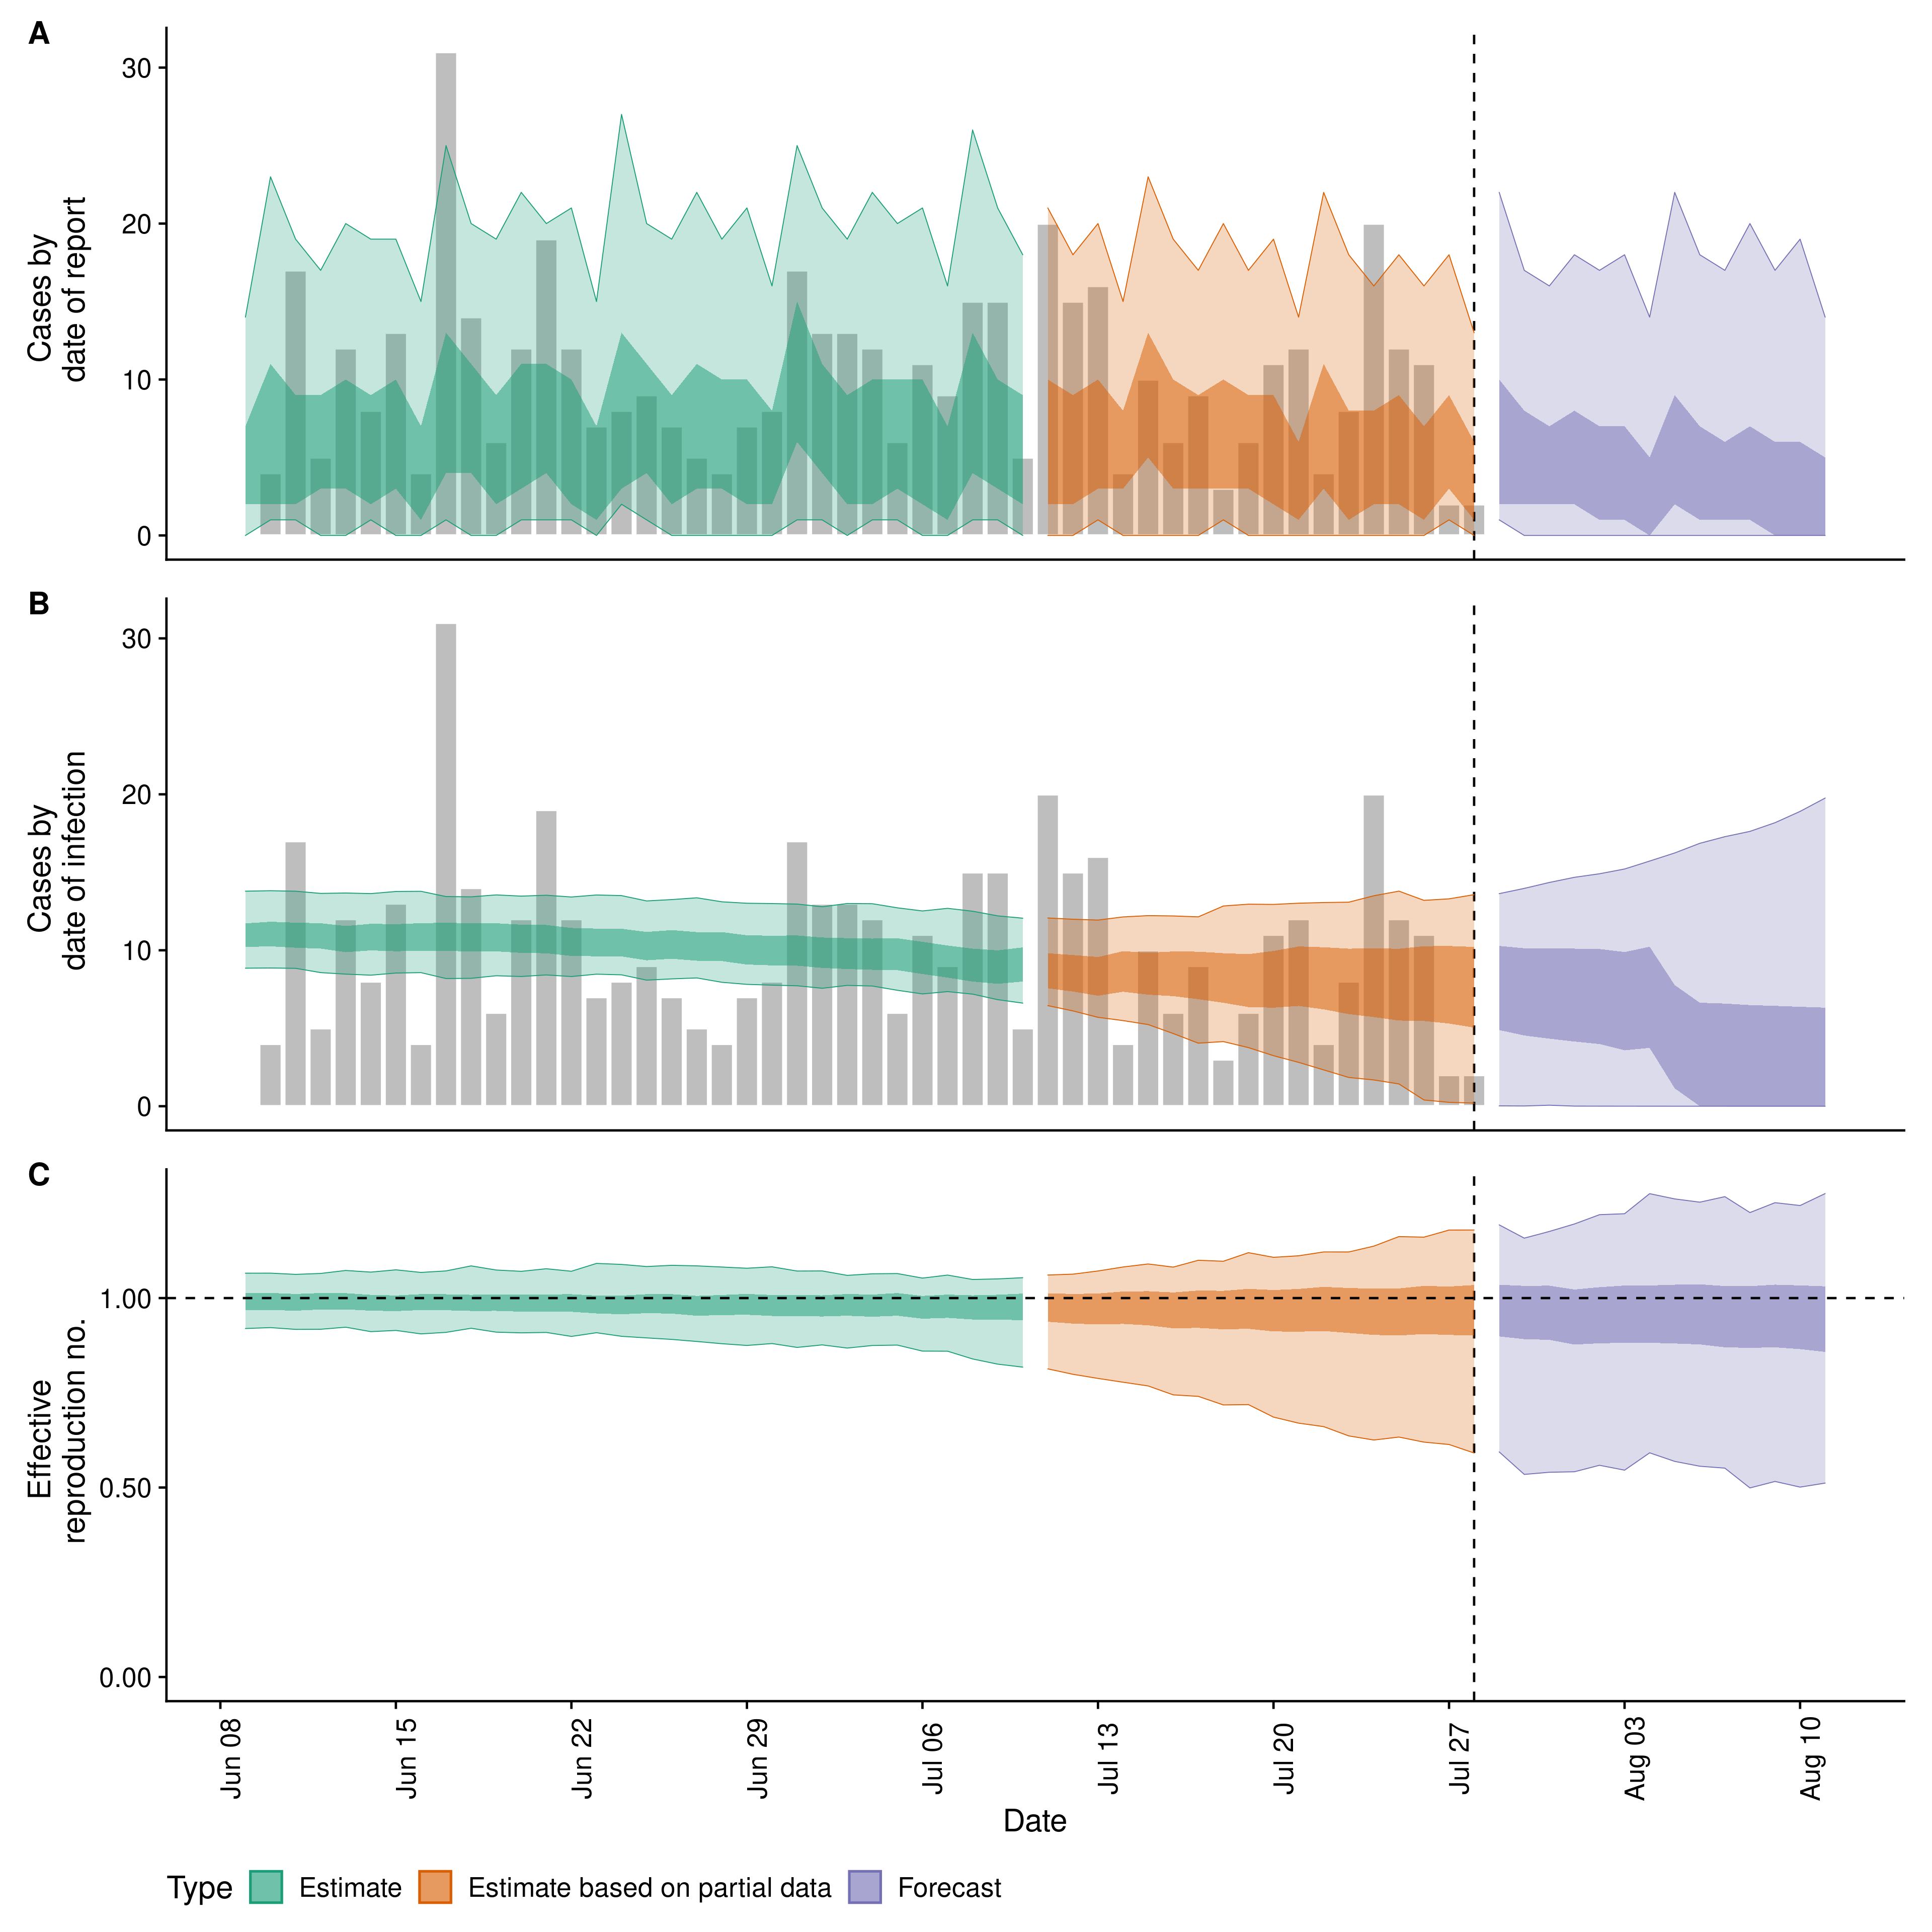 A
30
20
10
0
Cases by
date of report
B
30
20
10
0
Cases by
date of infection
C
1.00
0.50
0.00
Effective
reproduction no.
Jun 08
Jun 15
Jun 22
Jun 29
Jul 06
Jul 13
Jul 20
Jul 27
Aug 03
Aug 10
Date
Type Estimate Estimate based on partial data Forecast